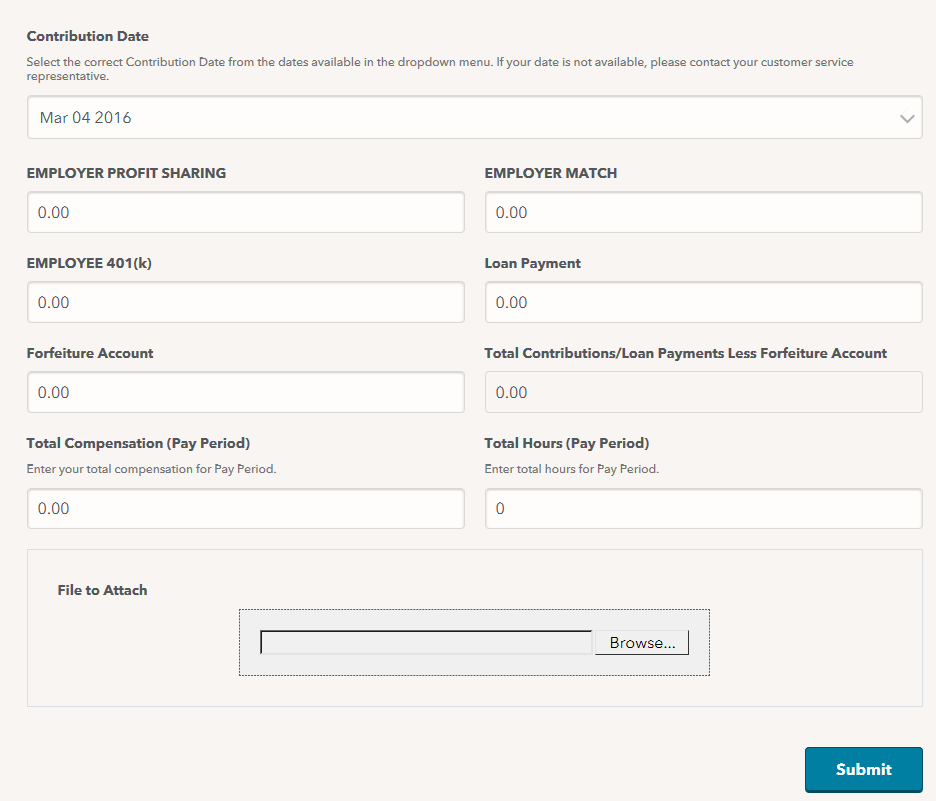 Contribution Date
Select the correct Contribution Date from the dates available in the dropdown menu. If your date is not available, please contact your customer service
representative.
Mar 04 2016
EMPLOYER PROFIT SHARING
EMPLOYER MATCH
0.00
0.00
EMPLOYEE 401(k)
Loan Payment
0.00
0.00
Forfeiture Account
Total Contributions/Loan Payments Less Forfeiture Account
0.00
0.00
Total Compensation (Pay Period)
Total Hours (Pay Period)
Enter your total compensation for Pay Period.
Enter total hours for Pay Period.
0.00
0
File to Attach
Browse...
Submit